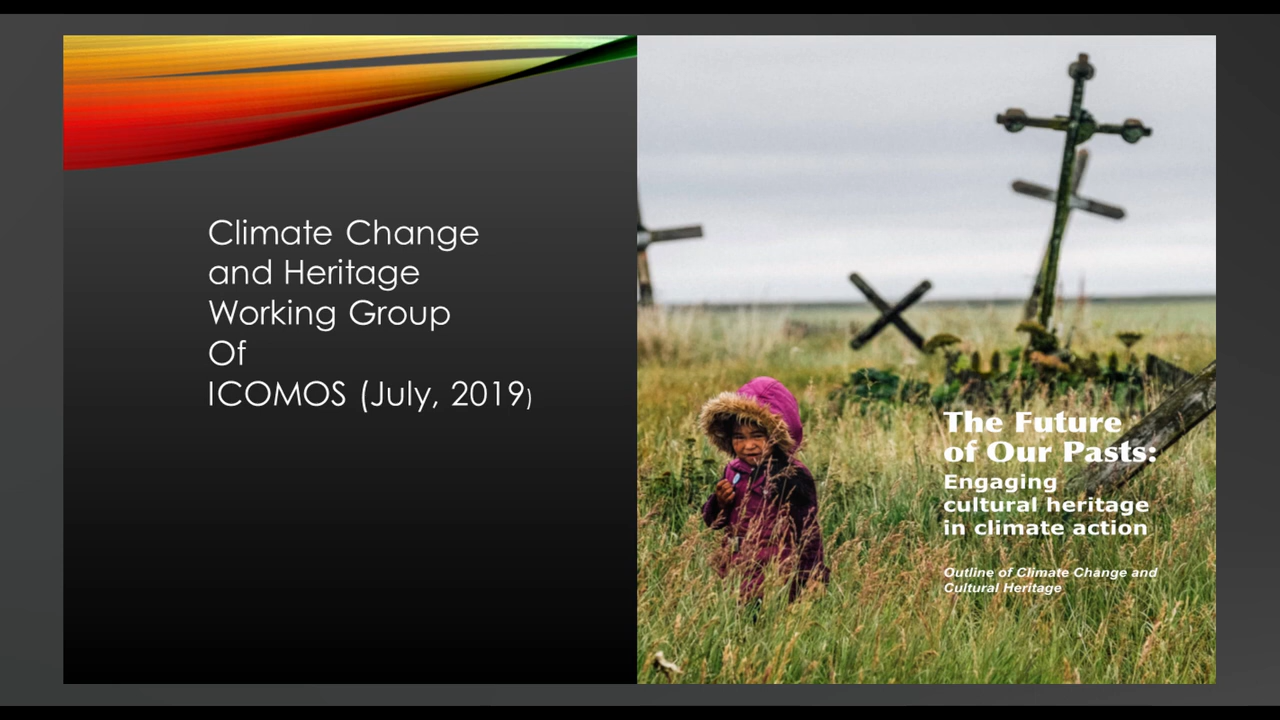 Climate Change
and Heritage
Working Group
Of
ICOMOS (July, 2019)
The Future
of Our Pasts:
Engaging
cultural heritage
in climate action
Outline of Climate Change and
Cultural Heritage